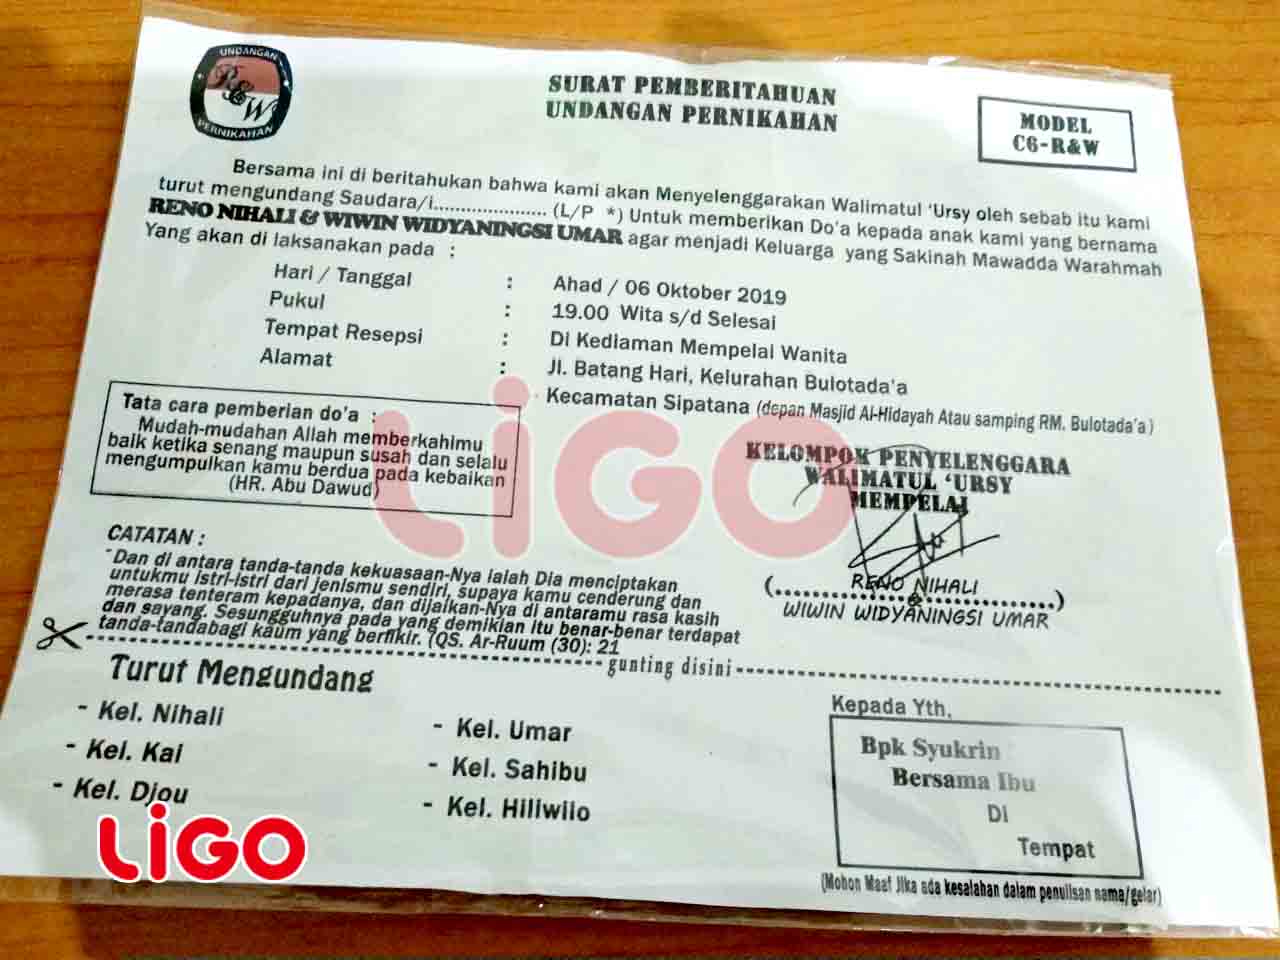 UNDANGAN
R&W
PERNIKAHAN
SURAT PEMBERITAHUAN
UNDANGAN PERNIKAHAN
MODEL
C6-R&W
Bersama ini di beritahukan bahwa kami akan Menyelenggarakan Walimatul ‘Ursy oleh sebab itu kami
turut mengundang Saudara/i..................... (L/P *) Untuk memberikan Do’a kepada anak kami yang bernama
RENO NIHALI & WIWIN WIDYANINGSI UMAR agar menjadi Keluarga yang Sakinah Mawadda Warahmah
Yang akan di laksanakan pada :
Hari / Tanggal : Ahad / 06 Oktober 2019
Pukul : 19.00 Wita s/d Selesai
Tempat Resepsi : Di Kediaman Mempelai Wanita
Alamat : Jl. Batang Hari, Kelurahan Bulotada’a
Kecamatan Sipatana (depan Masjid Al-Hidayah Atau samping RM. Bulotada’a)
Tata cara pemberian do’a :
Mudah-mudahan Allah memberkahimu
baik ketika senang maupun susah dan selalu
mengumpulkan kamu berdua pada kebaikan
(HR. Abu Dawud)
LiGO
KELOMPOK PENYELENGGARA
WALIMATUL ‘URSY
MEMPELAI
RENO NIHALI
(..............&..................)
WIWIN WIDYANINGSI UMAR
CATATAN :
"Dan di antara tanda-tanda kekuasaan-Nya ialah Dia menciptakan
untukmu istri-istri dari jenismu sendiri, supaya kamu cenderung dan
merasa tenteram kepadanya, dan dijaikan-Nya di antaramu rasa kasih
dan sayang. Sesungguhnya pada yang demikian itu benar-benar terdapat
tanda-tandabagi kaum yang berfikir. (QS. Ar-Ruum (30): 21
gunting disini
Turut Mengundang
- Kel. Nihali
- Kel. Kai
- Kel. Djou
- Kel. Umar
- Kel. Sahibu
- Kel. Hiliwilo
Kepada Yth,
Bpk Syukrin
Bersama Ibu
Di
Tempat
(Mohon Maaf Jika ada kesalahan dalam penulisan nama/gelar)
LiGO